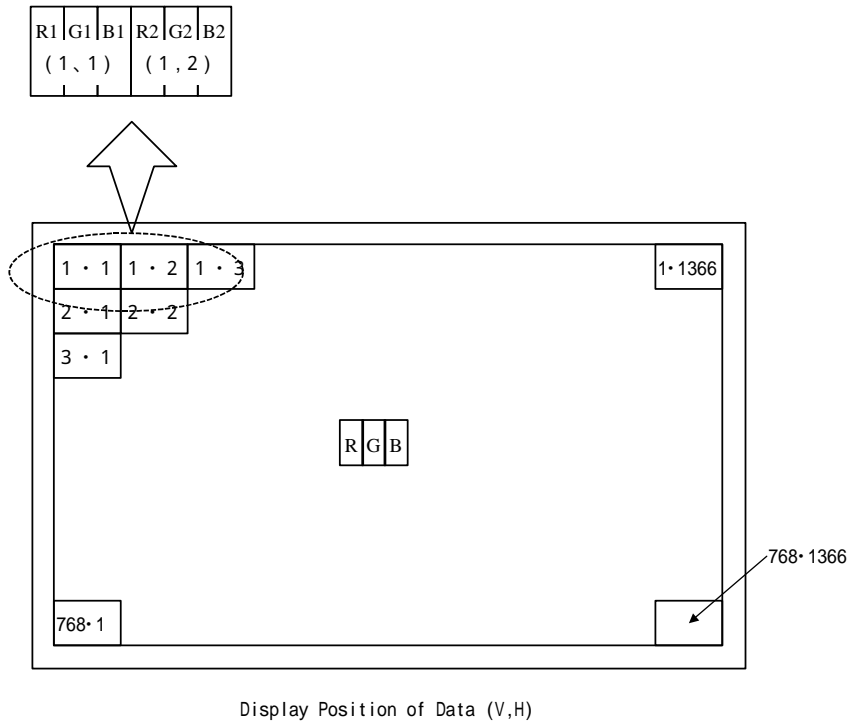 R1 G1 B1 R2 G2 B2
(1、1) (1,2)
1・1 1・2 1・3 1・1366
2・1 2・2
3・1
R G B
768・1366
768・1
Display Position of Data (V,H)